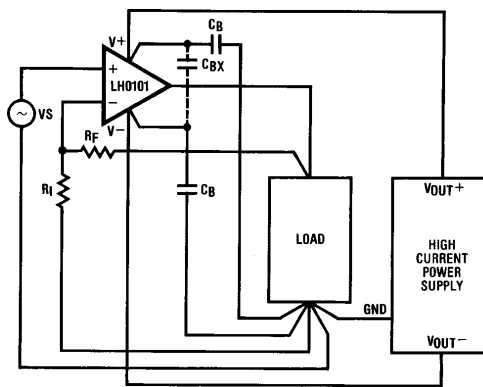 V+
CB
CBX
+
LH0101
−
V−
VS
RF
RI
CB
LOAD
VOUT+
HIGH
CURRENT
POWER
SUPPLY
GND
VOUT−